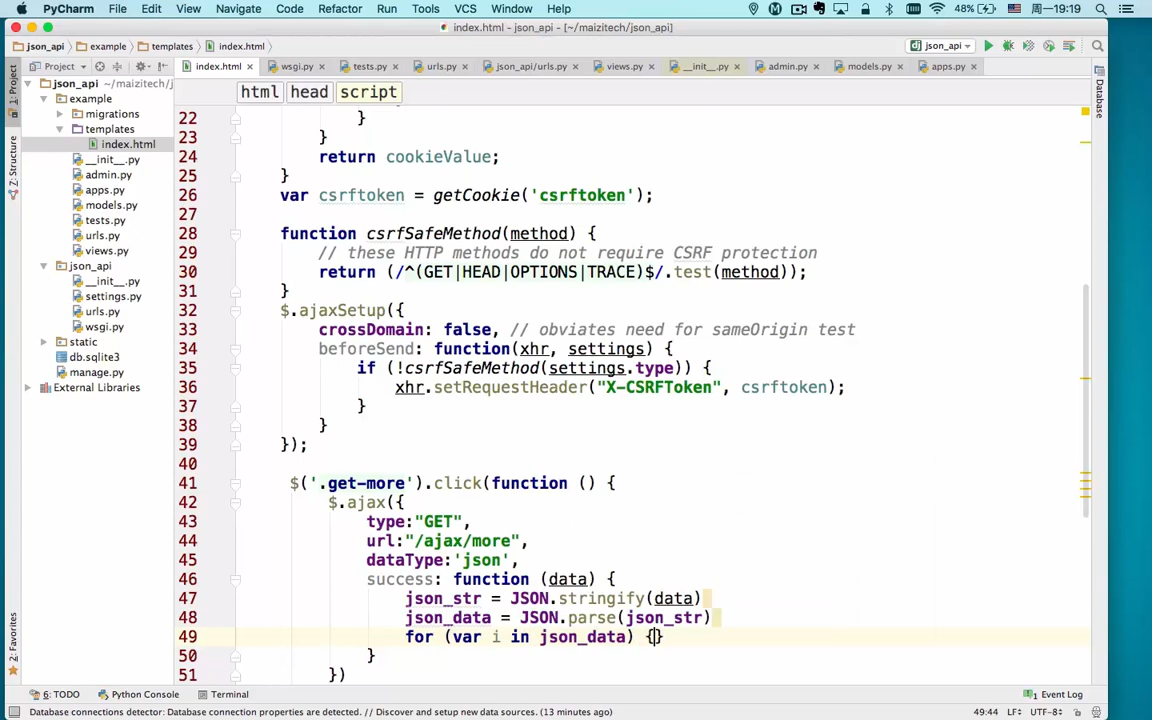 PyCharm File Edit View Navigate Code Refactor Run Tools VCS Window Help 48% 周一19:19
index.html - json_api - [~/maizitech/json_api]
json_api example templates index.html json_api
1: Project Project index.html wsgi.py tests.py urls.py json_api/urls.py views.py __init__.py admin.py models.py apps.py
json_api ~/maizitech/j
html head script
Database
example
migrations
templates
index.html
__init__.py
admin.py
apps.py
models.py
tests.py
urls.py
views.py
json_api
__init__.py
settings.py
urls.py
wsgi.py
static
db.sqlite3
manage.py
External Libraries
7: Structure
2: Favorites
22 }
23 }
24 return cookieValue;
25 }
26 var csrftoken = getCookie('csrftoken');
27
28 function csrfSafeMethod(method) {
29 // these HTTP methods do not require CSRF protection
30 return (/^(GET|HEAD|OPTIONS|TRACE)$/.test(method));
31 }
32 $.ajaxSetup({
33 crossDomain: false, // obviates need for sameOrigin test
34 beforeSend: function(xhr, settings) {
35 if (!csrfSafeMethod(settings.type)) {
36 xhr.setRequestHeader("X-CSRFToken", csrftoken);
37 }
38 }
39 });
40
41 $('.get-more').click(function () {
42 $.ajax({
43 type:"GET",
44 url:"/ajax/more",
45 dataType:'json',
46 success: function (data) {
47 json_str = JSON.stringify(data)
48 json_data = JSON.parse(json_str)
49 for (var i in json_data) {}
50 }
51 })
6: TODO Python Console Terminal Event Log
Database connections detector: Database connection properties are detected. // Discover and setup new data sources. (13 minutes ago) 49:44 LF÷ UTF-8÷